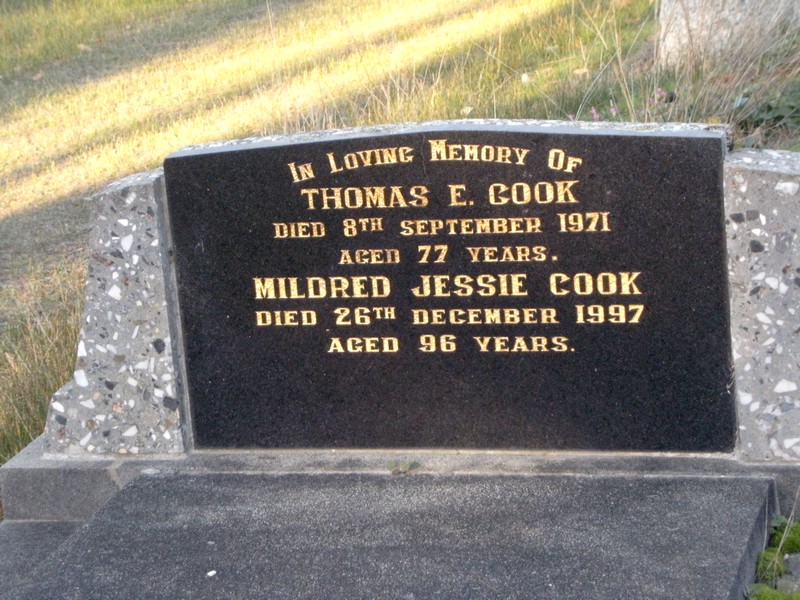 In Loving Memory Of
THOMAS E. COOK
DIED 8TH SEPTEMBER 1971
AGED 77 YEARS.
MILDRED JESSIE COOK
DIED 26TH DECEMBER 1997
AGED 96 YEARS.